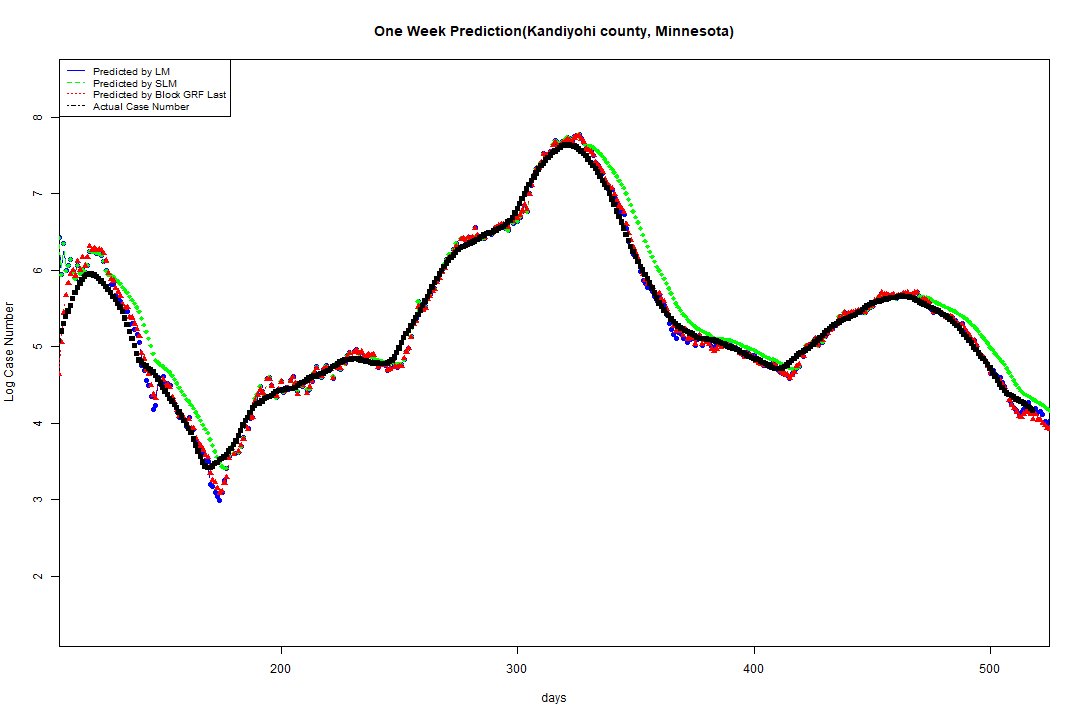 One Week Prediction(Kandiyohi county, Minnesota)
Predicted by LM
Predicted by SLM
Predicted by Block GRF Last
Actual Case Number
Log Case Number
8
7
6
5
4
3
2
200 300 400 500
days